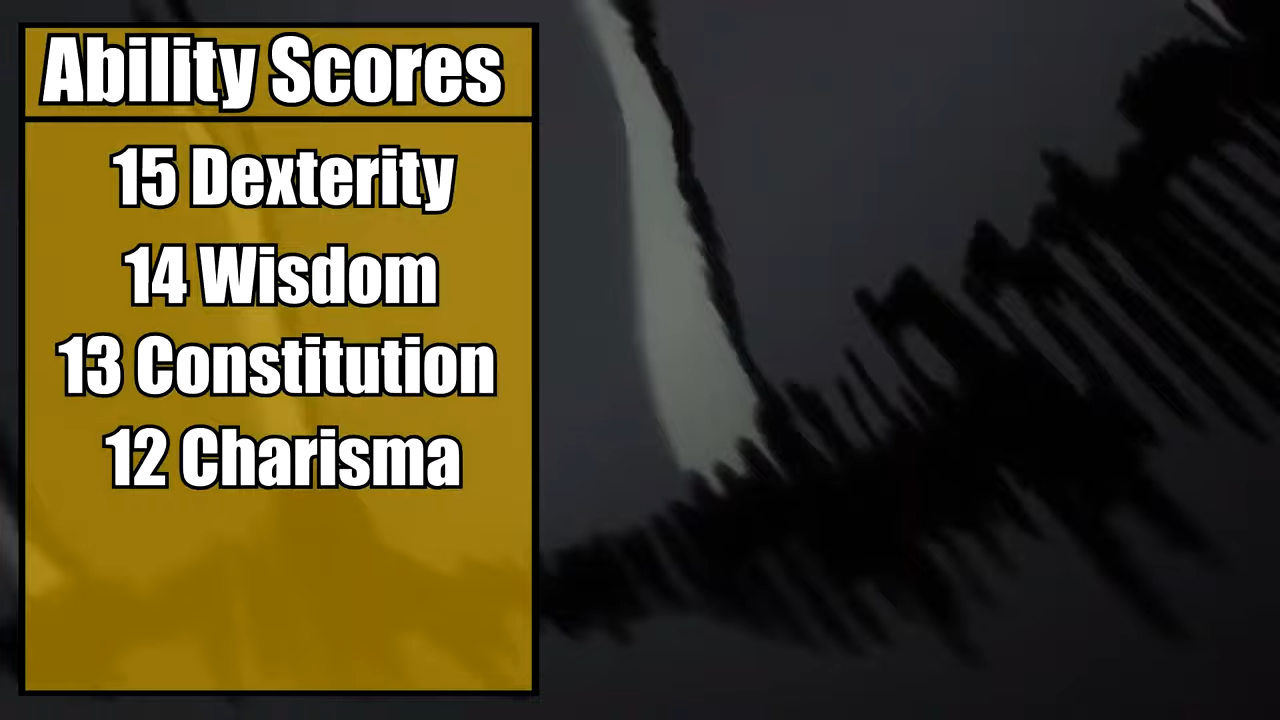 Ability Scores
15 Dexterity
14 Wisdom
13 Constitution
12 Charisma